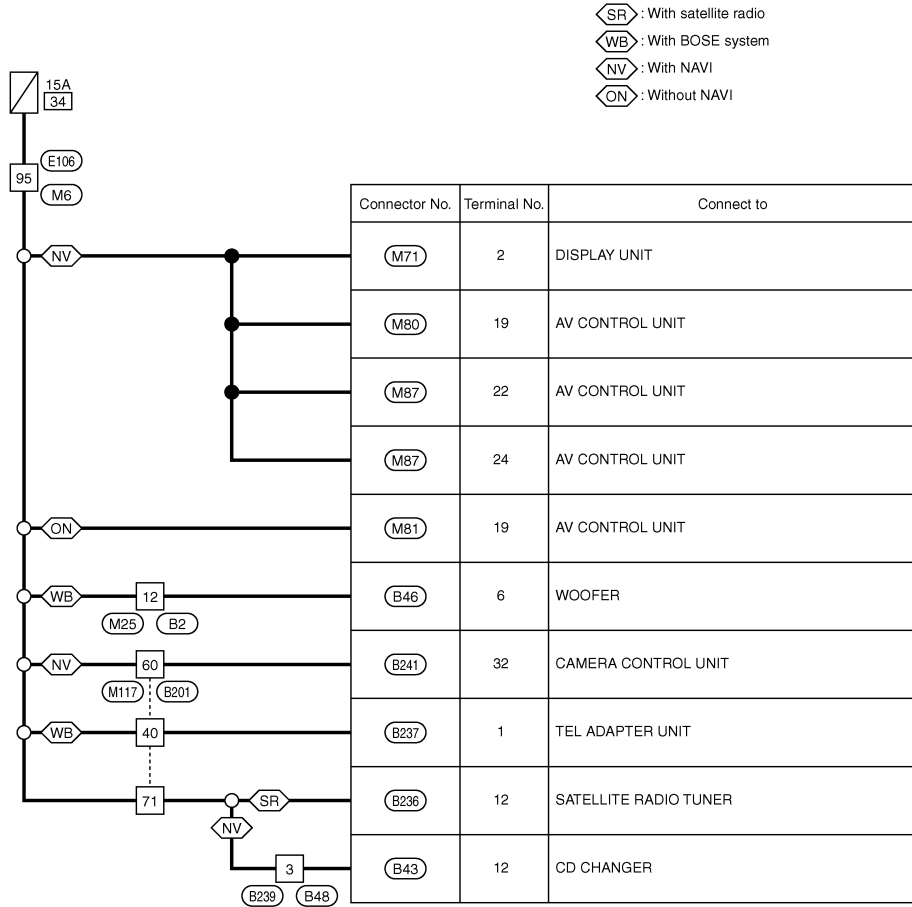 SR : With satellite radio
WB : With BOSE system
NV : With NAVI
ON : Without NAVI
15A
34
E106
95
M6
Connector No. Terminal No. Connect to
NV M71 2 DISPLAY UNIT
M80 19 AV CONTROL UNIT
M87 22 AV CONTROL UNIT
M87 24 AV CONTROL UNIT
ON M81 19 AV CONTROL UNIT
WB 12 B46 6 WOOFER
M25 B2
NV 60 B241 32 CAMERA CONTROL UNIT
M117 B201
WB 40 B237 1 TEL ADAPTER UNIT
71 SR B236 12 SATELLITE RADIO TUNER
NV
3 B43 12 CD CHANGER
B239 B48